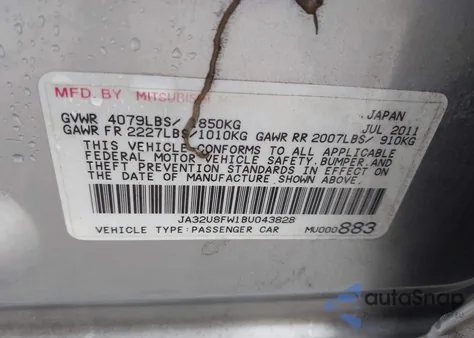 MFD. BY MITSUBISHI
JAPAN
GVWR 4079LBS/ 1850KG JUL 2011
GAWR FR 2227LBS/1010KG GAWR RR 2007LBS/ 910KG
THIS VEHICLE CONFORMS TO ALL APPLICABLE
FEDERAL MOTOR VEHICLE SAFETY, BUMPER, AND
THEFT PREVENTION STANDARDS IN EFFECT ON
THE DATE OF MANUFACTURE SHOWN ABOVE.
JA32U8FW1BU043828
VEHICLE TYPE:PASSENGER CAR MU000883
autoSnap